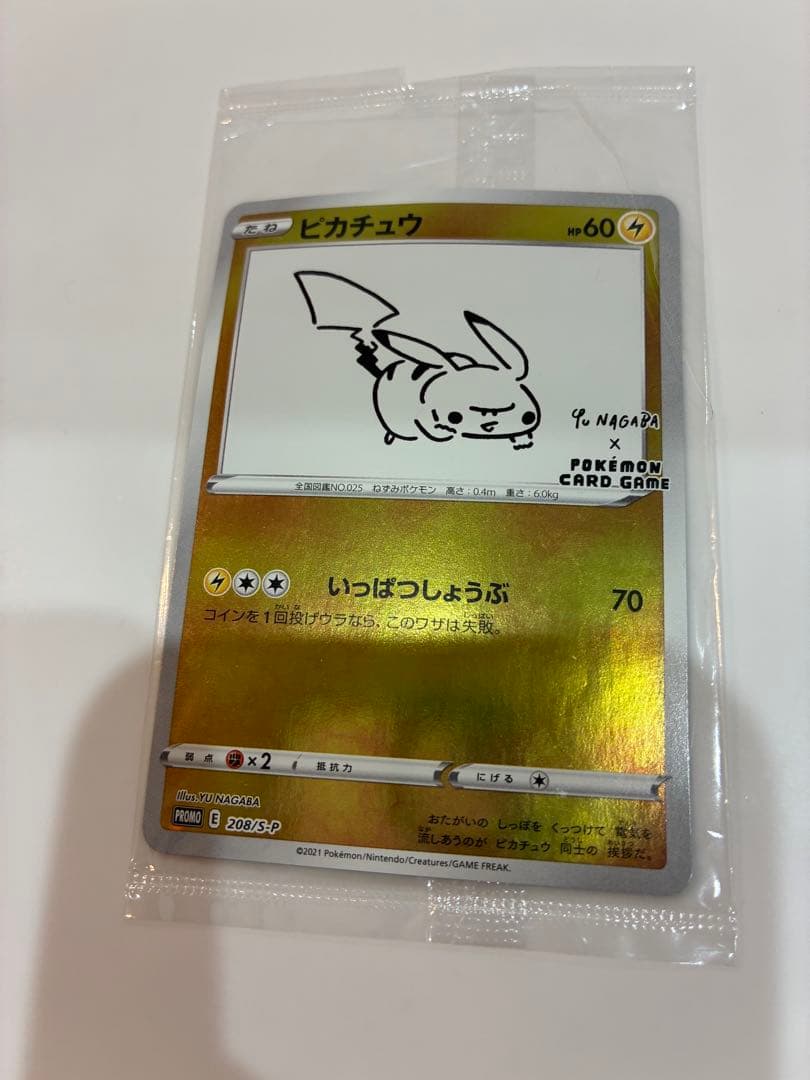 たね ピカチュウ HP60
Yu NAGABA
×
POKÉMON
CARD GAME
全国図鑑NO.025 ねずみポケモン 高さ:0.4m 重さ:6.0kg
いっぱつしょうぶ 70
コインを1回投げウラなら、このワザは失敗。
弱点 ×2 抵抗力 にげる
Illus.YU NAGABA
PROMO E 208/S-P
おたがいの しっぽを くっつけて 電気を
流しあうのが ピカチュウ 同士の 挨拶だ。
©2021 Pokémon/Nintendo/Creatures/GAME FREAK.